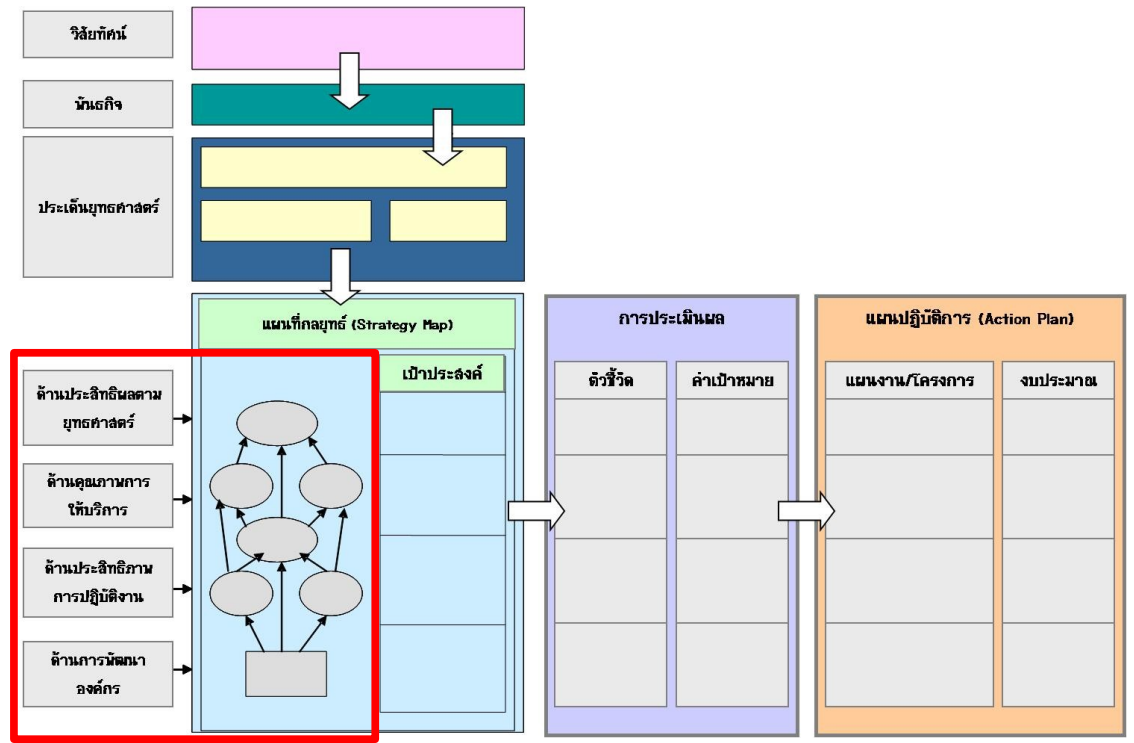 วิสัยทัศน์
พันธกิจ
ประเด็นยุทธศาสตร์
แผนที่กลยุทธ์ (Strategy Map)
การประเมินผล
แผนปฏิบัติการ (Action Plan)
เป้าประสงค์
ตัวชี้วัด
ค่าเป้าหมาย
แผนงาน/โครงการ
งบประมาณ
ด้านประสิทธิผลตาม
ยุทธศาสตร์
ด้านคุณภาพการ
ให้บริการ
ด้านประสิทธิภาพ
การปฏิบัติงาน
ด้านการพัฒนา
องค์กร